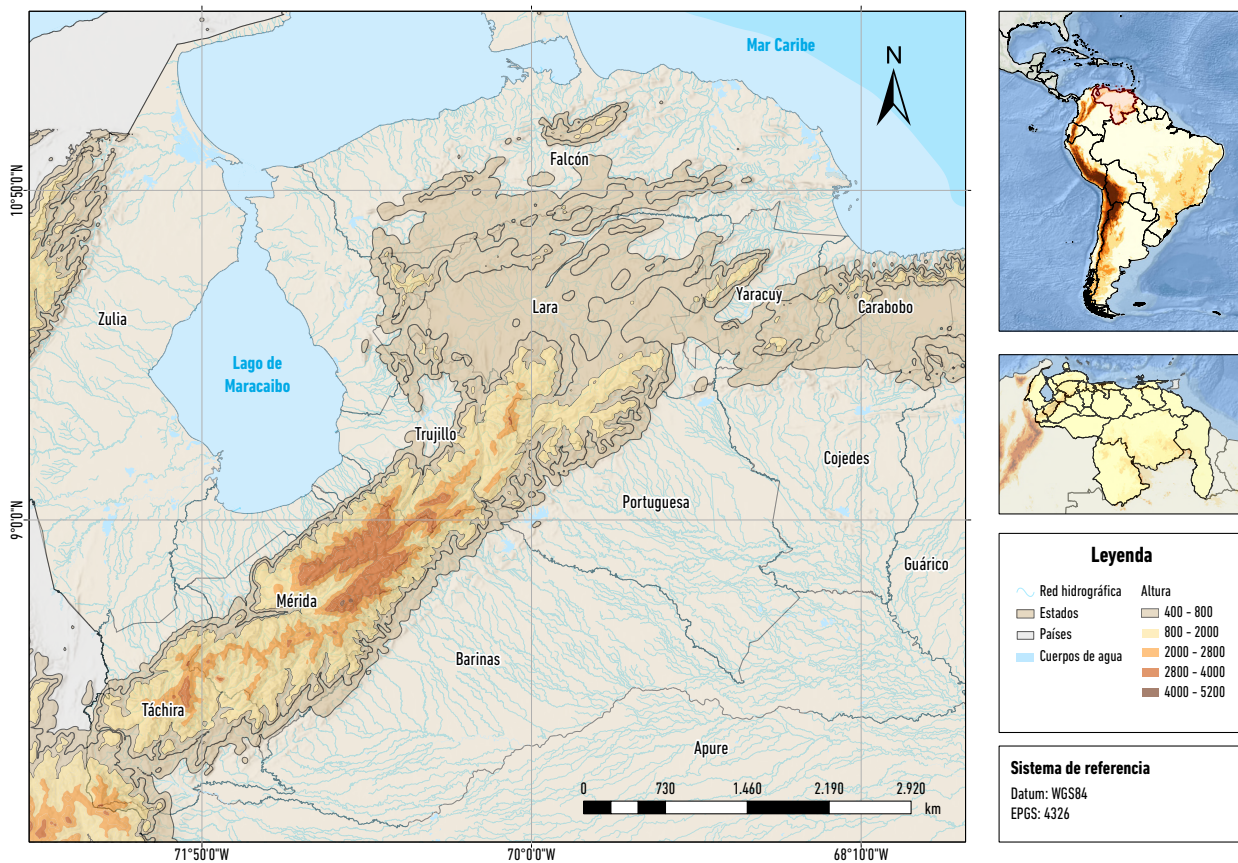 Mar Caribe
N
Falcón
10°50'0"N
Zulia
Lara
Yaracuy
Carabobo
Lago de
Maracaibo
Trujillo
Cojedes
Portuguesa
9°0'0"N
Guárico
Mérida
Barinas
Táchira
Apure
0 730 1.460 2.190 2.920
km
71°50'0"W 70°0'0"W 68°10'0"W
Leyenda
Red hidrográfica
Estados
Países
Cuerpos de agua
Altura
400 - 800
800 - 2000
2000 - 2800
2800 - 4000
4000 - 5200
Sistema de referencia
Datum: WGS84
EPGS: 4326